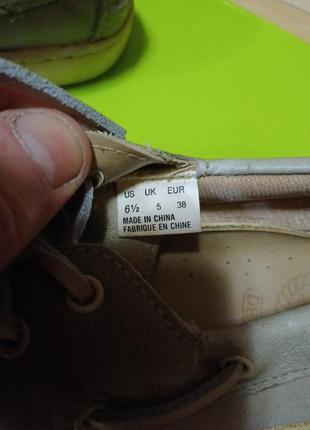 US UK EUR
6½ 5 38
MADE IN CHINA
FABRIQUE EN CHINE